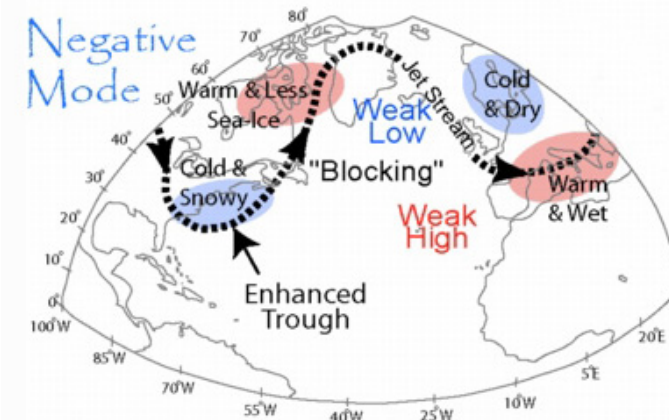 Negative
Mode
80°
70°
60°
50°
40°
30°
20°
10°
0°
Warm & Less
Sea-Ice
Cold &
Snowy
"Blocking"
Weak
Low
Jet Stream
Cold
& Dry
Warm
& Wet
Weak
High
Enhanced
Trough
100°W
85°W
70°W
55°W
40°W
25°W
10°W
5°E
20°E